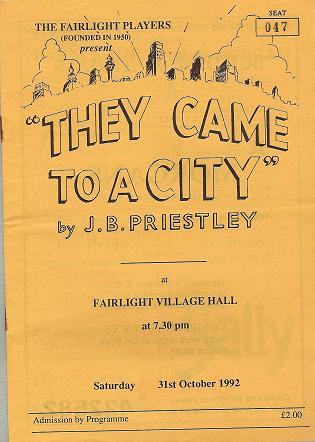 THE FAIRLIGHT PLAYERS
(FOUNDED IN 1950)
present
SEAT
047
"THEY CAME
TO A CITY"
by J.B. PRIESTLEY
at
FAIRLIGHT VILLAGE HALL
at 7.30 pm
Saturday 31st October 1992
Admission by Programme £2.00